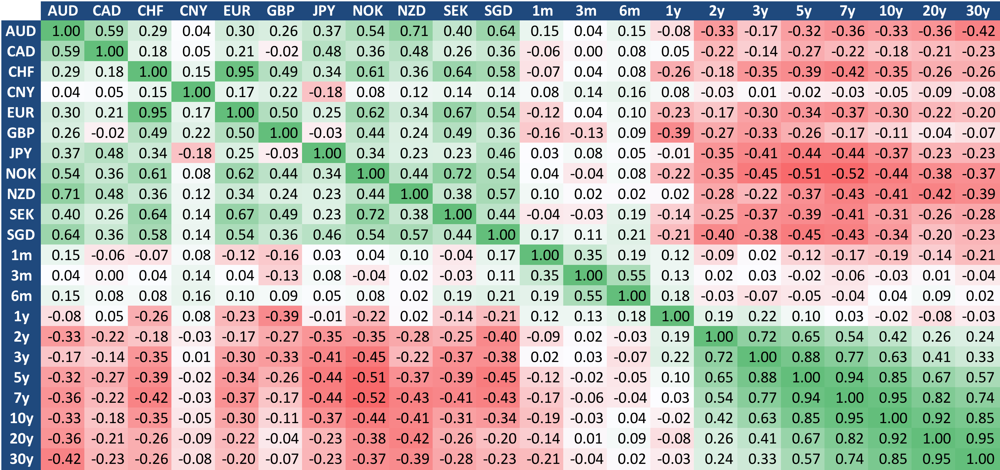 AUD CAD CHF CNY EUR GBP JPY NOK NZD SEK SGD 1m 3m 6m 1y 2y 3y 5y 7y 10y 20y 30y
AUD 1.00 0.59 0.29 0.04 0.30 0.26 0.37 0.54 0.71 0.40 0.64 0.15 0.04 0.15 -0.08 -0.33 -0.17 -0.32 -0.36 -0.33 -0.36 -0.42
CAD 0.59 1.00 0.18 0.05 0.21 -0.02 0.48 0.36 0.48 0.26 0.36 -0.06 0.00 0.08 0.05 -0.22 -0.14 -0.27 -0.22 -0.18 -0.21 -0.23
CHF 0.29 0.18 1.00 0.15 0.95 0.49 0.34 0.61 0.36 0.64 0.58 -0.07 0.04 0.08 -0.26 -0.18 -0.35 -0.39 -0.42 -0.35 -0.26 -0.26
CNY 0.04 0.05 0.15 1.00 0.17 0.22 -0.18 0.08 0.12 0.14 0.14 0.08 0.14 0.16 0.08 -0.03 0.01 -0.02 -0.03 -0.05 -0.09 -0.08
EUR 0.30 0.21 0.95 0.17 1.00 0.50 0.25 0.62 0.34 0.67 0.54 -0.12 0.04 0.10 -0.23 -0.17 -0.30 -0.34 -0.37 -0.30 -0.22 -0.20
GBP 0.26 -0.02 0.49 0.22 0.50 1.00 -0.03 0.44 0.24 0.49 0.36 -0.16 -0.13 0.09 -0.39 -0.27 -0.33 -0.26 -0.17 -0.11 -0.04 -0.07
JPY 0.37 0.48 0.34 -0.18 0.25 -0.03 1.00 0.34 0.23 0.23 0.46 0.03 0.08 0.05 -0.01 -0.35 -0.41 -0.44 -0.44 -0.37 -0.23 -0.23
NOK 0.54 0.36 0.61 0.08 0.62 0.44 0.34 1.00 0.44 0.72 0.54 0.04 -0.04 0.08 -0.22 -0.35 -0.45 -0.51 -0.52 -0.44 -0.38 -0.37
NZD 0.71 0.48 0.36 0.12 0.34 0.24 0.23 0.44 1.00 0.38 0.57 0.10 0.02 0.02 0.02 -0.28 -0.22 -0.37 -0.43 -0.41 -0.42 -0.39
SEK 0.40 0.26 0.64 0.14 0.67 0.49 0.23 0.72 0.38 1.00 0.44 -0.04 -0.03 0.19 -0.14 -0.25 -0.37 -0.39 -0.41 -0.31 -0.26 -0.28
SGD 0.64 0.36 0.58 0.14 0.54 0.36 0.46 0.54 0.57 0.44 1.00 0.17 0.11 0.21 -0.21 -0.40 -0.38 -0.45 -0.43 -0.34 -0.20 -0.23
1m 0.15 -0.06 -0.07 0.08 -0.12 -0.16 0.03 0.04 0.10 -0.04 0.17 1.00 0.35 0.19 0.12 -0.09 0.02 -0.12 -0.17 -0.19 -0.14 -0.21
3m 0.04 0.00 0.04 0.14 0.04 -0.13 0.08 -0.04 0.02 -0.03 0.11 0.35 1.00 0.55 0.13 0.02 0.03 -0.02 -0.06 -0.03 0.01 -0.04
6m 0.15 0.08 0.08 0.16 0.10 0.09 0.05 0.08 0.02 0.19 0.21 0.19 0.55 1.00 0.18 -0.03 -0.07 -0.05 -0.04 0.04 0.09 0.02
1y -0.08 0.05 -0.26 0.08 -0.23 -0.39 -0.01 -0.22 0.02 -0.14 -0.21 0.12 0.13 0.18 1.00 0.19 0.22 0.10 0.03 -0.02 -0.08 -0.03
2y -0.33 -0.22 -0.18 -0.03 -0.17 -0.27 -0.35 -0.35 -0.28 -0.25 -0.40 -0.09 0.02 -0.03 0.19 1.00 0.72 0.65 0.54 0.42 0.26 0.24
3y -0.17 -0.14 -0.35 0.01 -0.30 -0.33 -0.41 -0.45 -0.22 -0.37 -0.38 0.02 0.03 -0.07 0.22 0.72 1.00 0.88 0.77 0.63 0.41 0.33
5y -0.32 -0.27 -0.39 -0.02 -0.34 -0.26 -0.44 -0.51 -0.37 -0.39 -0.45 -0.12 -0.02 -0.05 0.10 0.65 0.88 1.00 0.94 0.85 0.67 0.57
7y -0.36 -0.22 -0.42 -0.03 -0.37 -0.17 -0.44 -0.52 -0.43 -0.41 -0.43 -0.17 -0.06 -0.04 0.03 0.54 0.77 0.94 1.00 0.95 0.82 0.74
10y -0.33 -0.18 -0.35 -0.05 -0.30 -0.11 -0.37 -0.44 -0.41 -0.31 -0.34 -0.19 -0.03 0.04 -0.02 0.42 0.63 0.85 0.95 1.00 0.92 0.85
20y -0.36 -0.21 -0.26 -0.09 -0.22 -0.04 -0.23 -0.38 -0.42 -0.26 -0.20 -0.14 0.01 0.09 -0.08 0.26 0.41 0.67 0.82 0.92 1.00 0.95
30y -0.42 -0.23 -0.26 -0.08 -0.20 -0.07 -0.23 -0.37 -0.39 -0.28 -0.23 -0.21 -0.04 0.02 -0.03 0.24 0.33 0.57 0.74 0.85 0.95 1.00